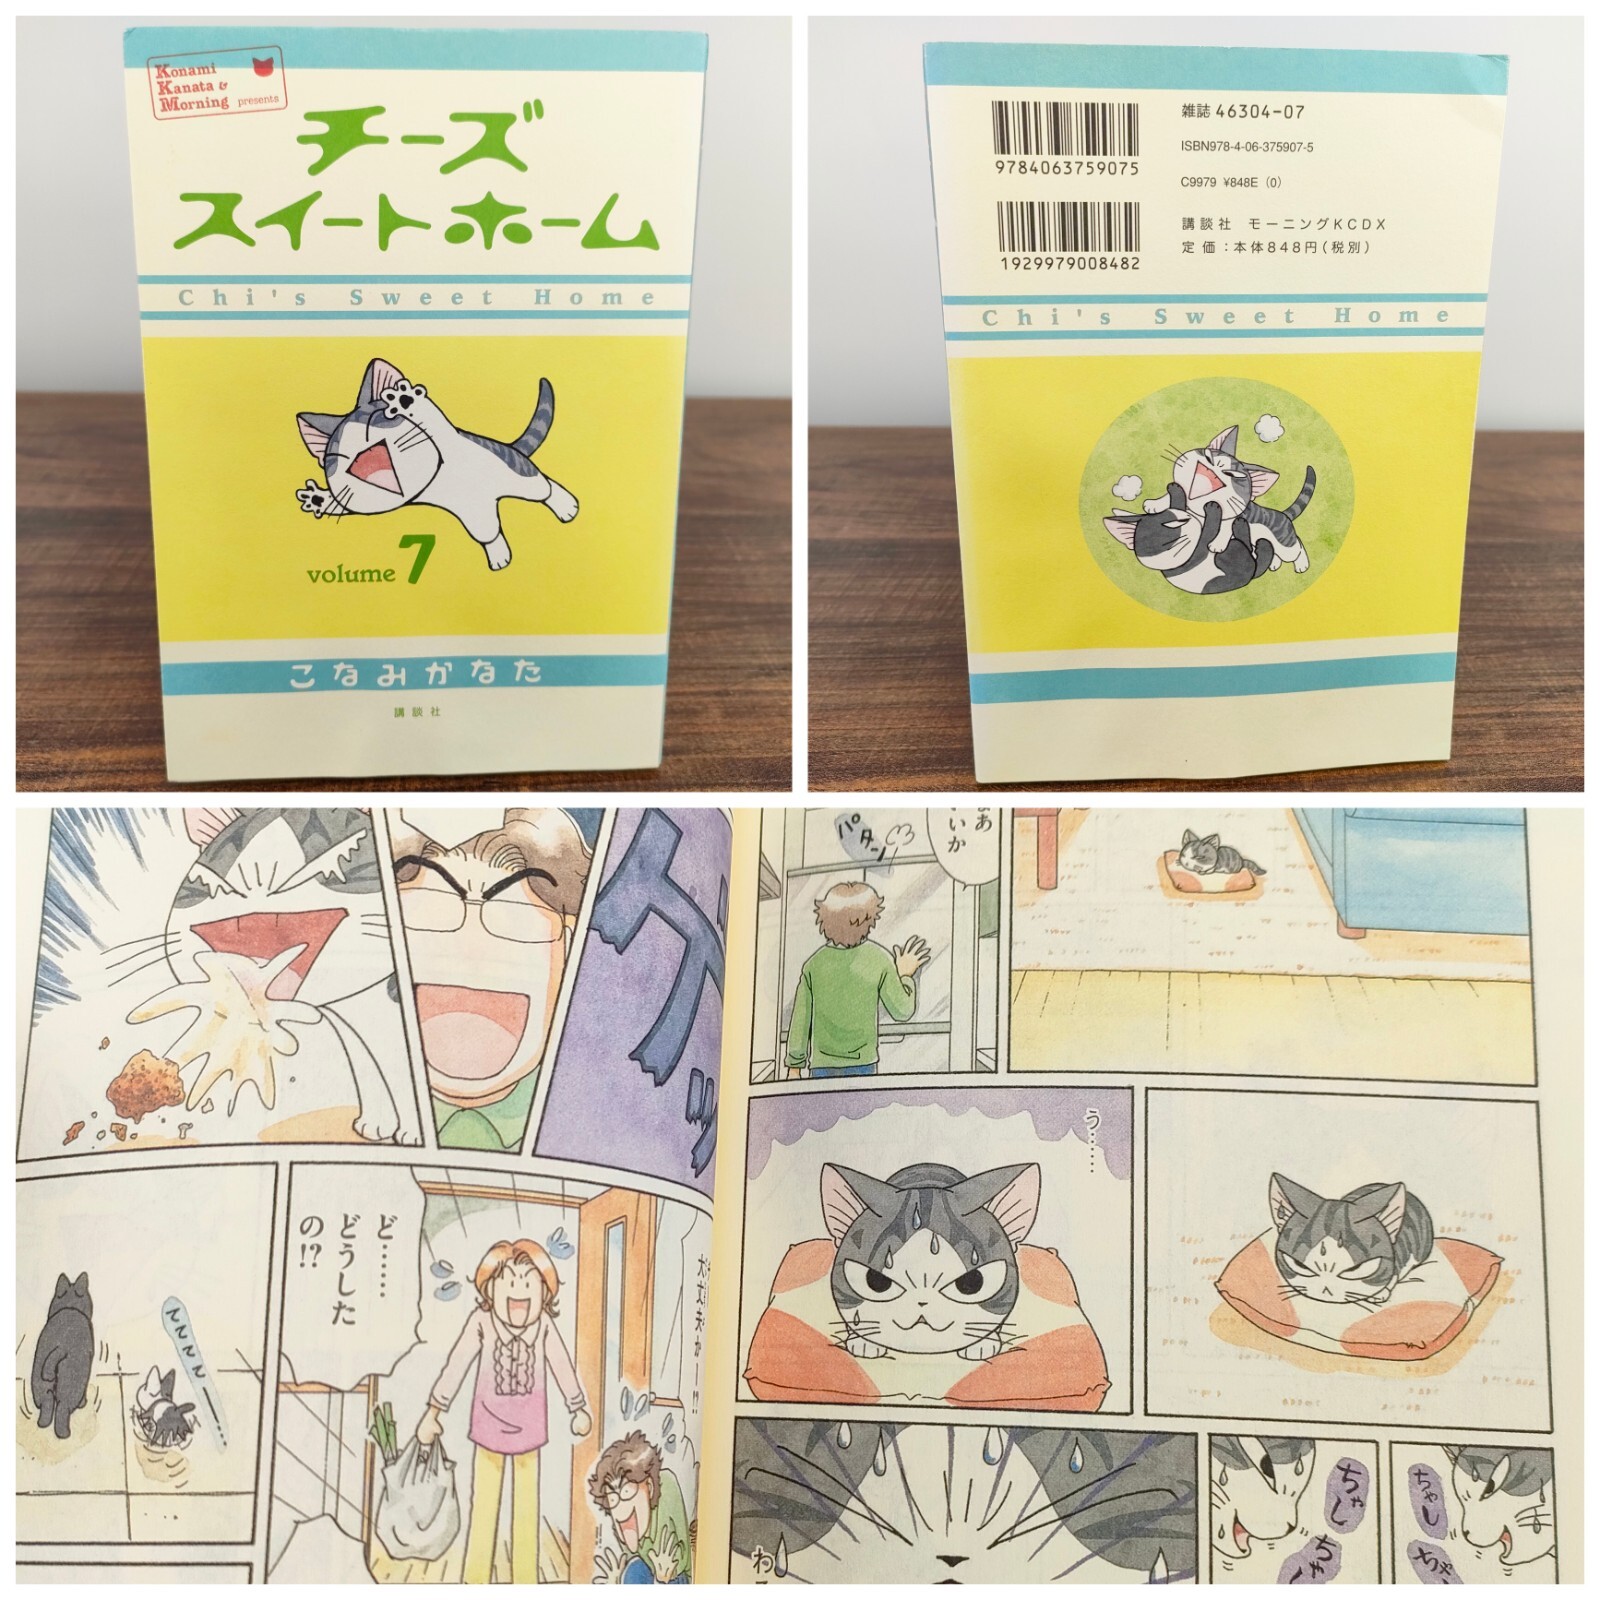 Konami
Kanata &
Morning presents
チーズ
スイートホーム
Chi's Sweet Home
volume 7
こなみかなた
講談社
雑誌 46304-07
9784063759075
ISBN978-4-06-375907-5
C9979 ¥848E (0)
講談社 モーニングKCDX
1929979008482
定価：本体848円(税別)
Chi's Sweet Home
ど……
どうした
の!?
パタン
いか
う……
ちゃし
ちゃし